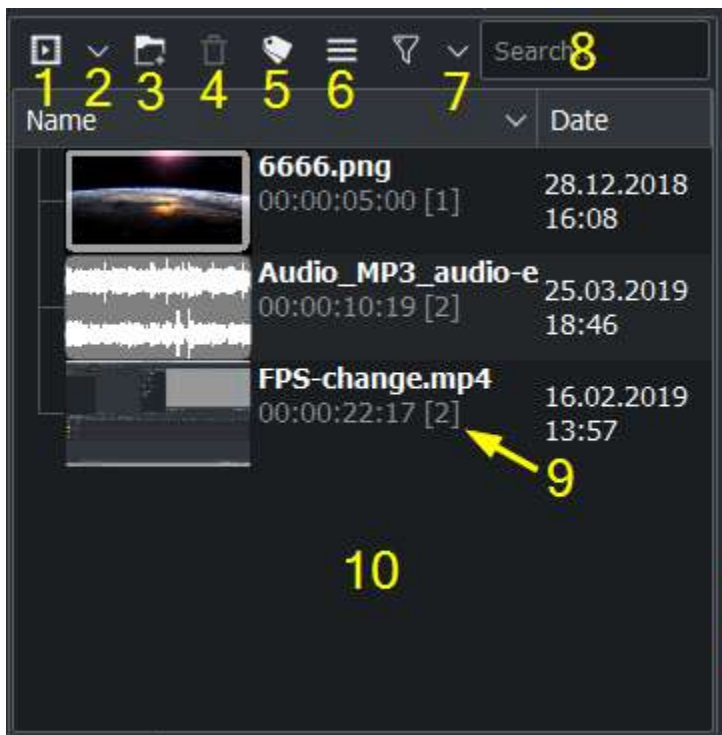 Search
8
1 2 3 4 5 6 7
Name Date
6666.png
00:00:05:00 [1]
28.12.2018
16:08
Audio_MP3_audio-e
00:00:10:19 [2]
25.03.2019
18:46
FPS-change.mp4
00:00:22:17 [2]
16.02.2019
13:57
9
10